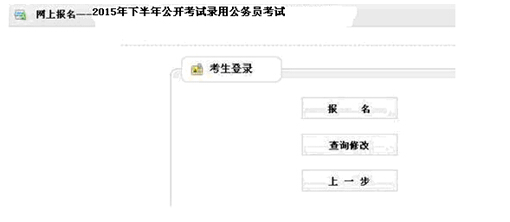 网上报名---2015年下半年公开考试录用公务员考试
考生登录
报 名
查询修改
上 一 步